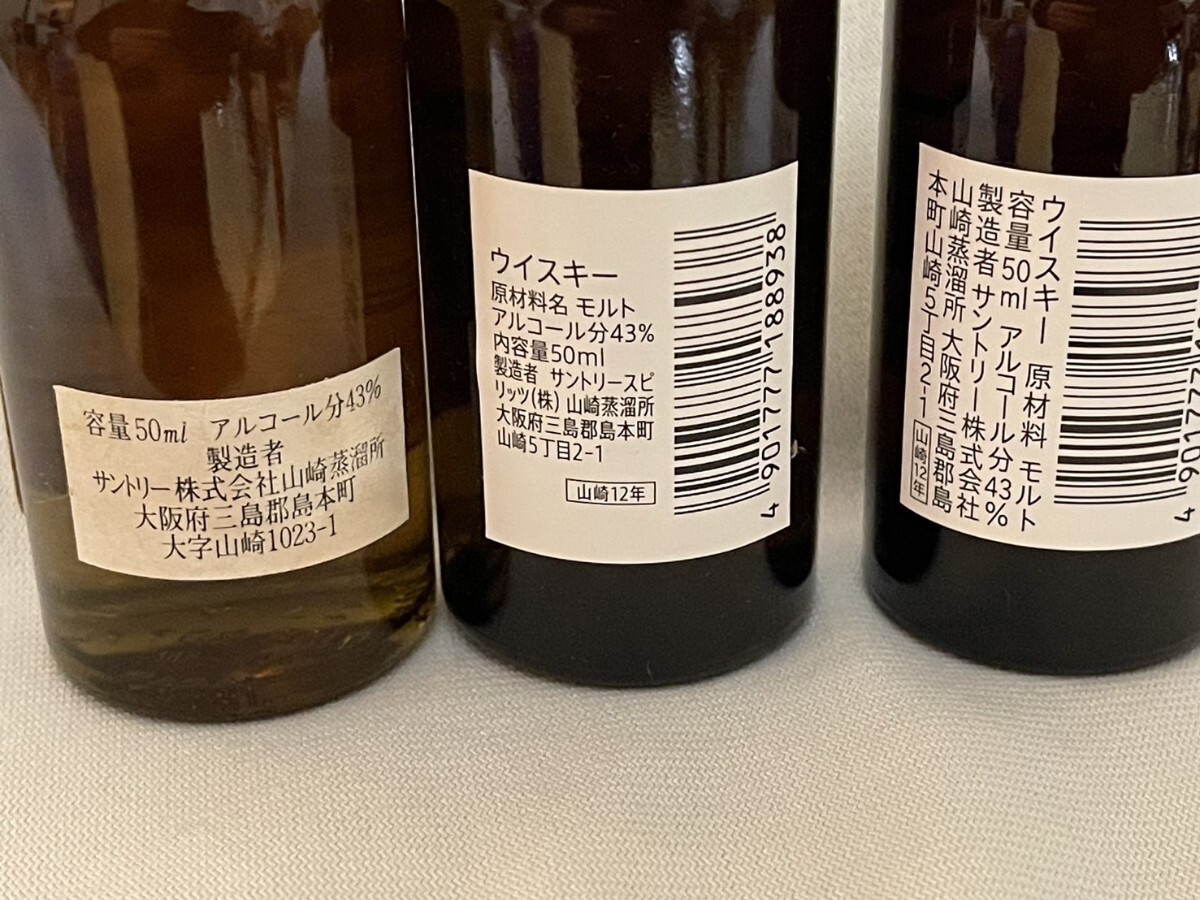 容量50ml アルコール分43%
製造者
サントリー株式会社山崎蒸溜所
大阪府三島郡島本町
大字山崎1023-1
ウイスキー
原材料名 モルト
アルコール分43%
内容量50ml
製造者 サントリースピ
リッツ(株) 山崎蒸溜所
大阪府三島郡島本町
山崎5丁目2-1
山崎12年
4 901777 188938
ウイスキー 原材料 モルト
容量50ml アルコール分43%
製造者サントリー株式会社
山崎蒸溜所 大阪府三島郡島
本町山崎5丁目2-1 山崎12年